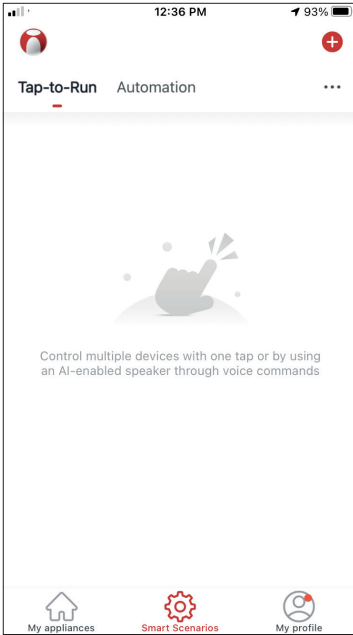 12:36 PM
93%
Tap-to-Run
Automation
Control multiple devices with one tap or by using
an AI-enabled speaker through voice commands
My appliances
Smart Scenarios
My profile